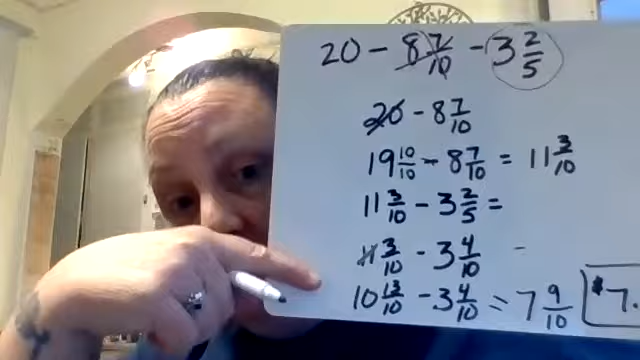 20 - 8 7/10 - 3 2/5
20 - 8 7/10
19 10/10 - 8 7/10 = 11 3/10
11 3/10 - 3 2/5 =
11 3/10 - 3 4/10 =
10 13/10 - 3 4/10 = 7 9/10
$7.